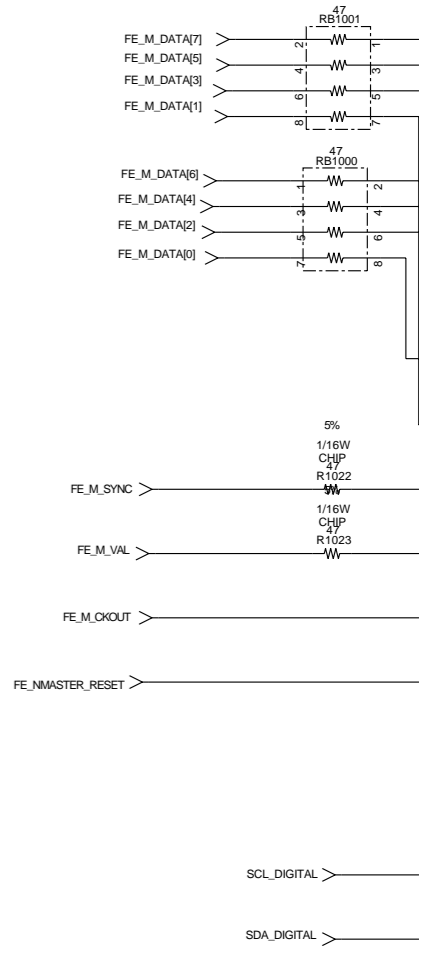 47
RB1001
FE_M_DATA[7]
2
1
FE_M_DATA[5]
4
3
FE_M_DATA[3]
6
5
FE_M_DATA[1]
8
7
47
RB1000
FE_M_DATA[6]
1
2
FE_M_DATA[4]
3
4
FE_M_DATA[2]
5
6
FE_M_DATA[0]
7
8
5%
1/16W
CHIP
47
R1022
FE_M_SYNC
5%
1/16W
CHIP
47
R1023
FE_M_VAL
FE_M_CKOUT
FE_NMASTER_RESET
SCL_DIGITAL
SDA_DIGITAL